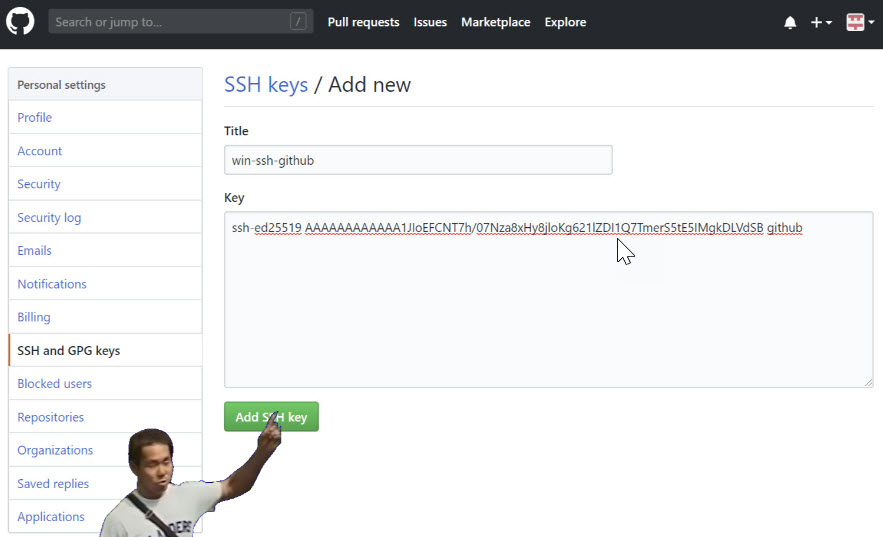 Search or jump to... /
Pull requests Issues Marketplace Explore
Personal settings
Profile
Account
Security
Security log
Emails
Notifications
Billing
SSH and GPG keys
Blocked users
Repositories
Organizations
Saved replies
Applications
SSH keys / Add new
Title
win-ssh-github
Key
ssh-ed25519 AAAAAAAAAAAA1JIoEFCNT7h/07Nza8xHy8jloKg621lZDI1Q7TmerS5tE5IMgkDLVdSB github
Add SSH key